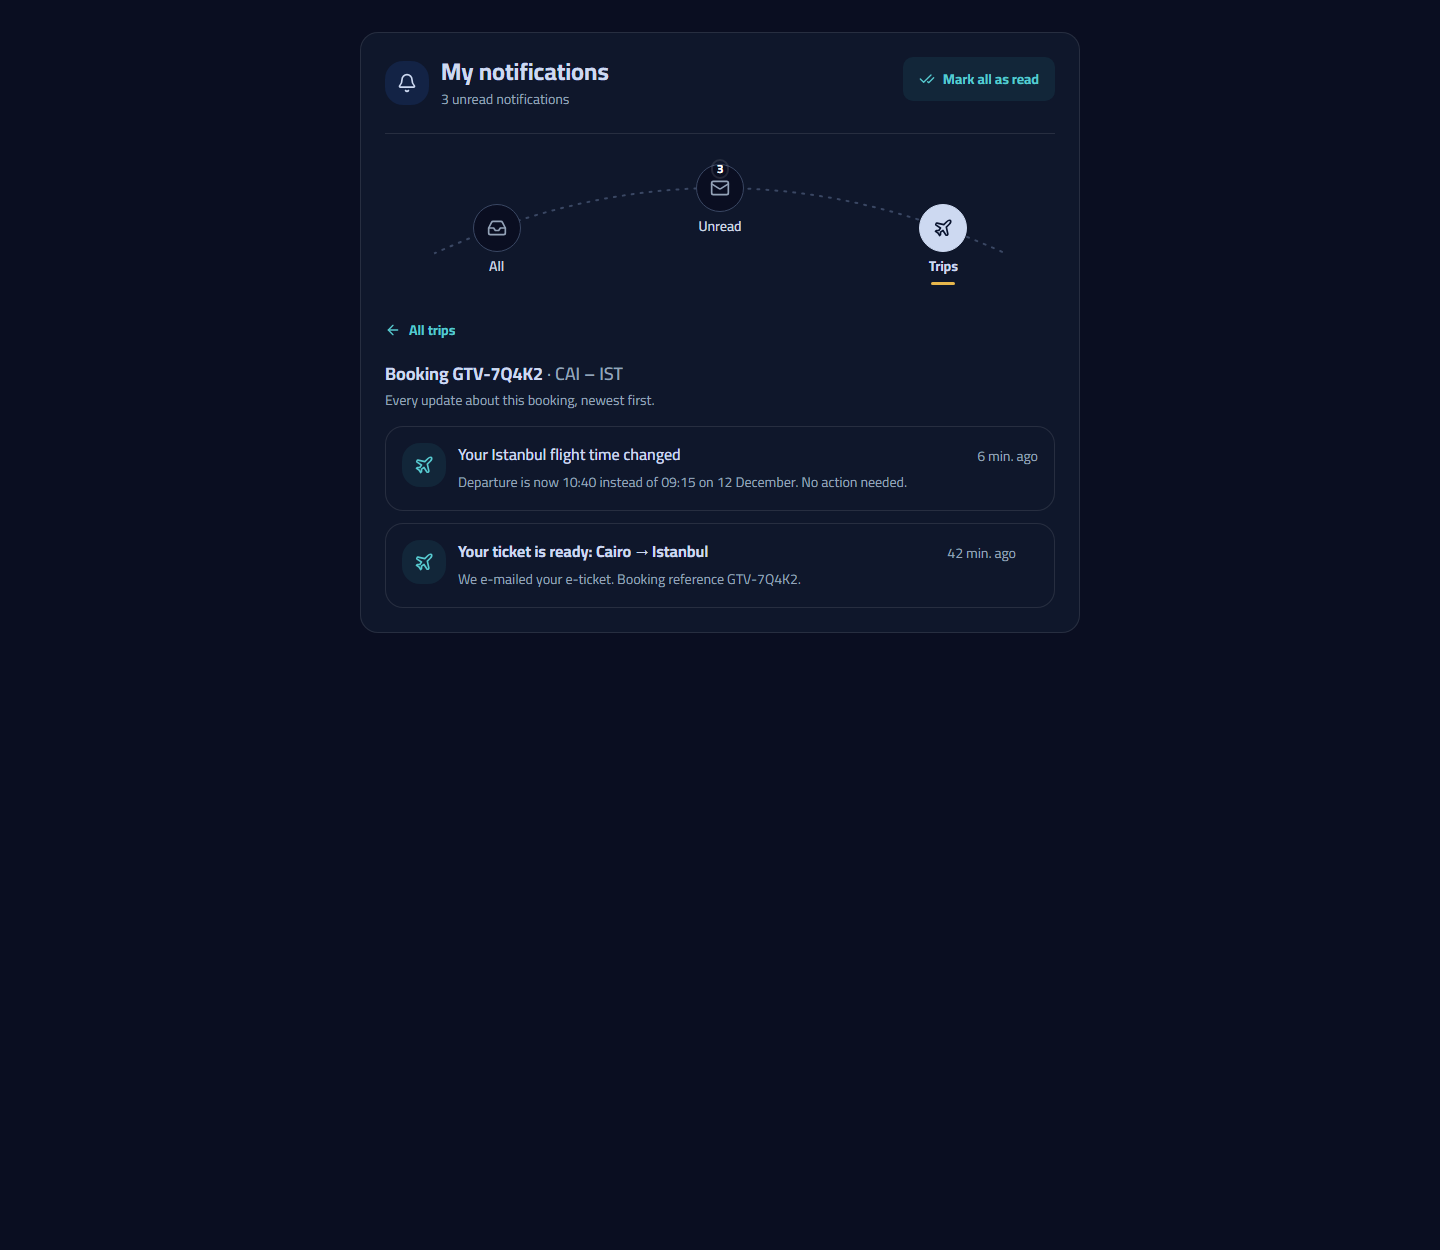 My notifications
3 unread notifications
Mark all as read
3
Unread
All
Trips
All trips
Booking GTV-7Q4K2 · CAI – IST
Every update about this booking, newest first.
Your Istanbul flight time changed
6 min. ago
Departure is now 10:40 instead of 09:15 on 12 December. No action needed.
Your ticket is ready: Cairo → Istanbul
42 min. ago
We e-mailed your e-ticket. Booking reference GTV-7Q4K2.